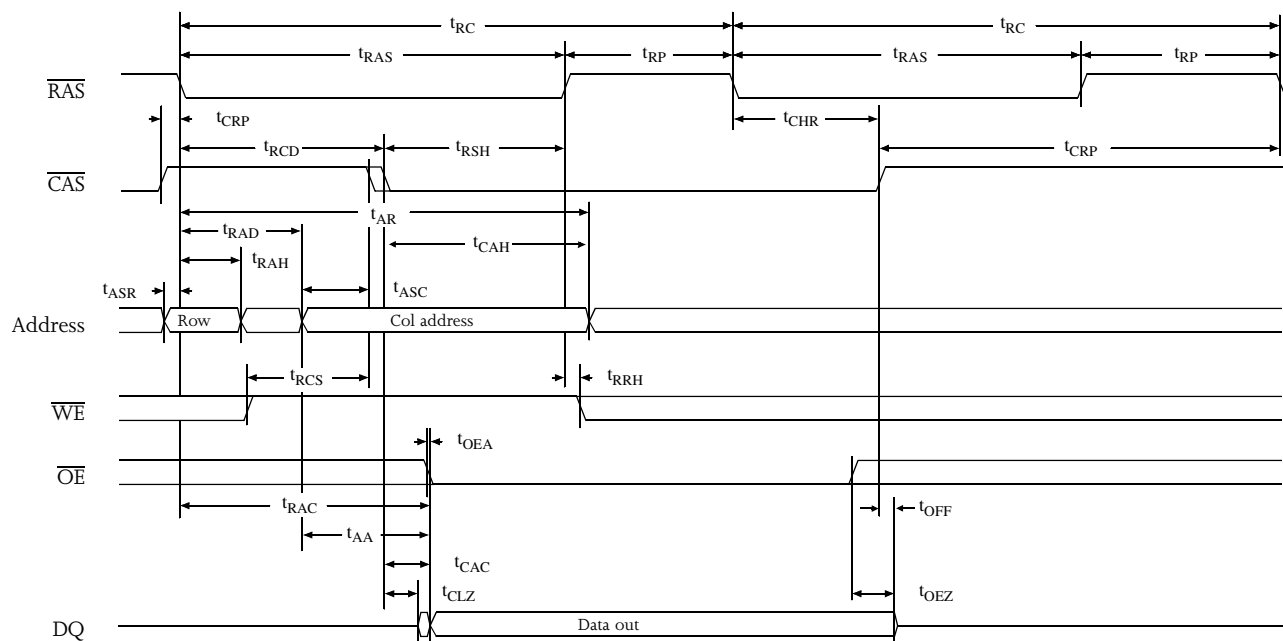 tRC tRC
tRAS tRP tRAS tRP
RAS
tCRP tCHR
tRCD tRSH tCRP
CAS
tAR
tRAD tCAH
tRAH
tASR tASC
Address Row Col address
tRCS tRRH
WE
tOEA
OE
tRAC tOFF
tAA
tCAC
tCLZ tOEZ
DQ Data out